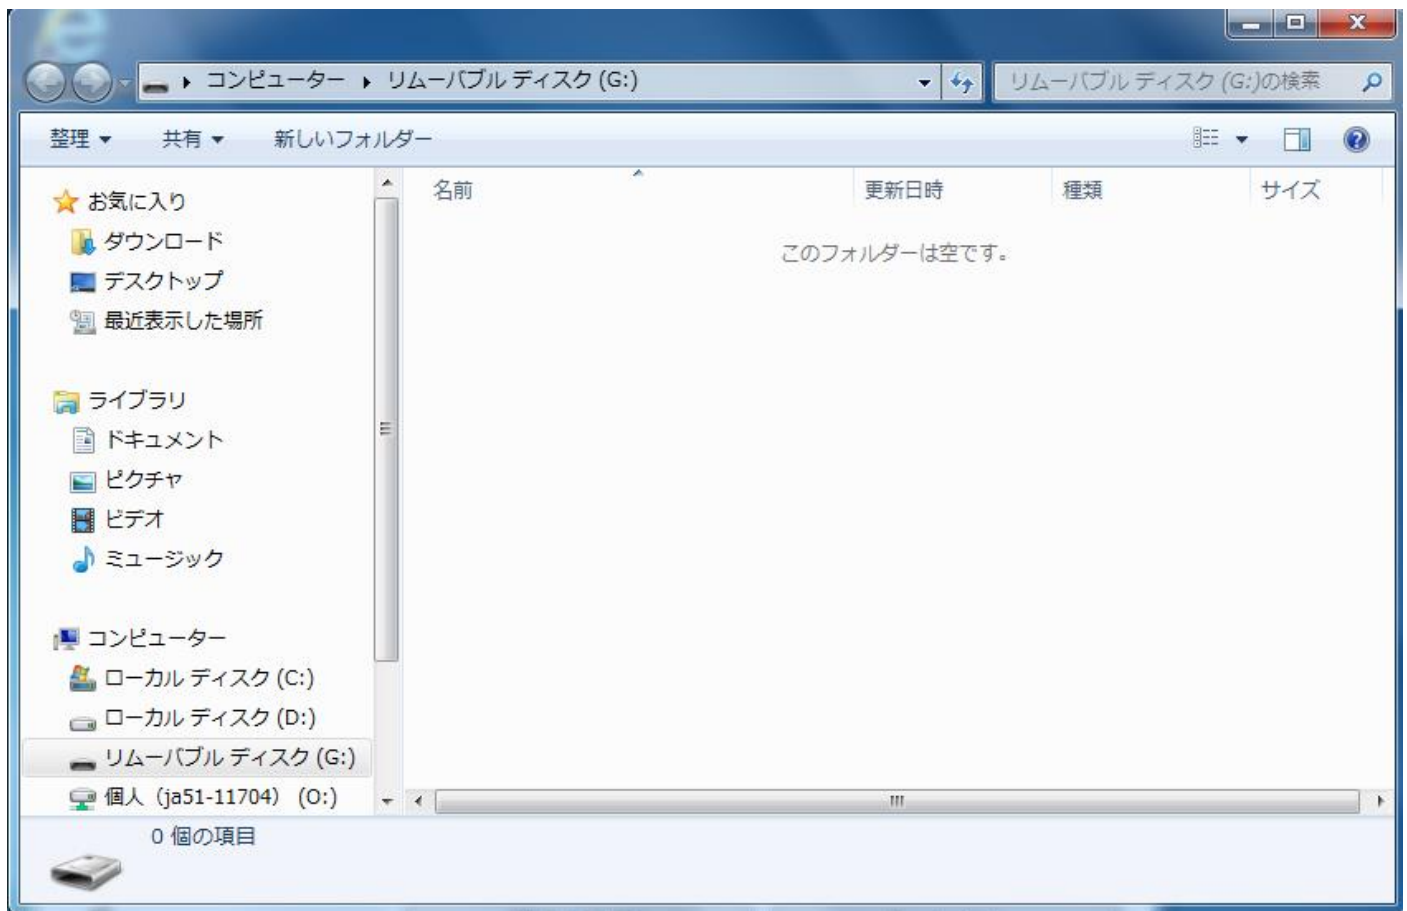 コンピューター ▸ リムーバブル ディスク (G:)
リムーバブル ディスク (G:)の検索
整理 共有 新しいフォルダー
お気に入り
ダウンロード
デスクトップ
最近表示した場所
ライブラリ
ドキュメント
ピクチャ
ビデオ
ミュージック
コンピューター
ローカル ディスク (C:)
ローカル ディスク (D:)
リムーバブル ディスク (G:)
個人（ja51-11704） (O:)
名前 更新日時 種類 サイズ
このフォルダーは空です。
0 個の項目